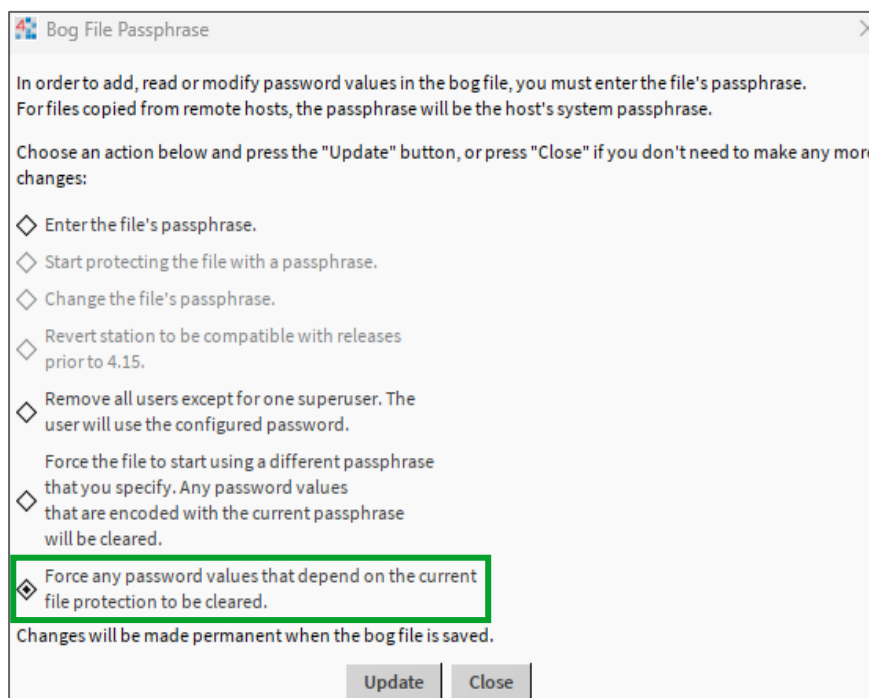 Bog File Passphrase
In order to add, read or modify password values in the bog file, you must enter the file's passphrase.
For files copied from remote hosts, the passphrase will be the host's system passphrase.
Choose an action below and press the "Update" button, or press "Close" if you don't need to make any more
changes:
Enter the file's passphrase.
Start protecting the file with a passphrase.
Change the file's passphrase.
Revert station to be compatible with releases
prior to 4.15.
Remove all users except for one superuser. The
user will use the configured password.
Force the file to start using a different passphrase
that you specify. Any password values
that are encoded with the current passphrase
will be cleared.
Force any password values that depend on the current
file protection to be cleared.
Changes will be made permanent when the bog file is saved.
Update Close